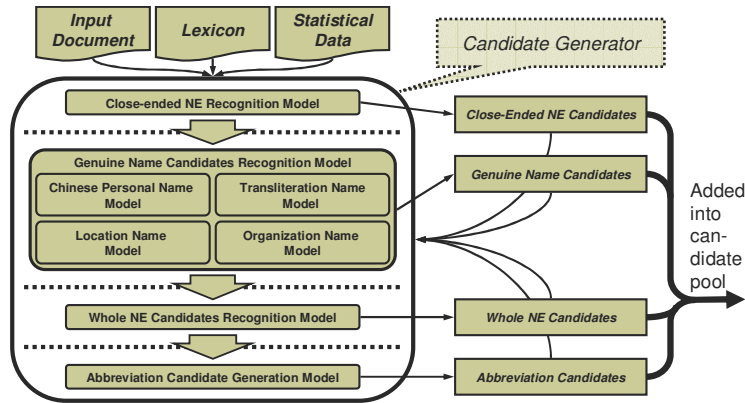 Input
Document
Lexicon
Statistical
Data
Candidate Generator
Close-ended NE Recognition Model
Close-Ended NE Candidates
Genuine Name Candidates Recognition Model
Chinese Personal Name
Model
Transliteration Name
Model
Location Name
Model
Organization Name
Model
Genuine Name Candidates
Added
into
can-
didate
pool
Whole NE Candidates Recognition Model
Whole NE Candidates
Abbreviation Candidate Generation Model
Abbreviation Candidates